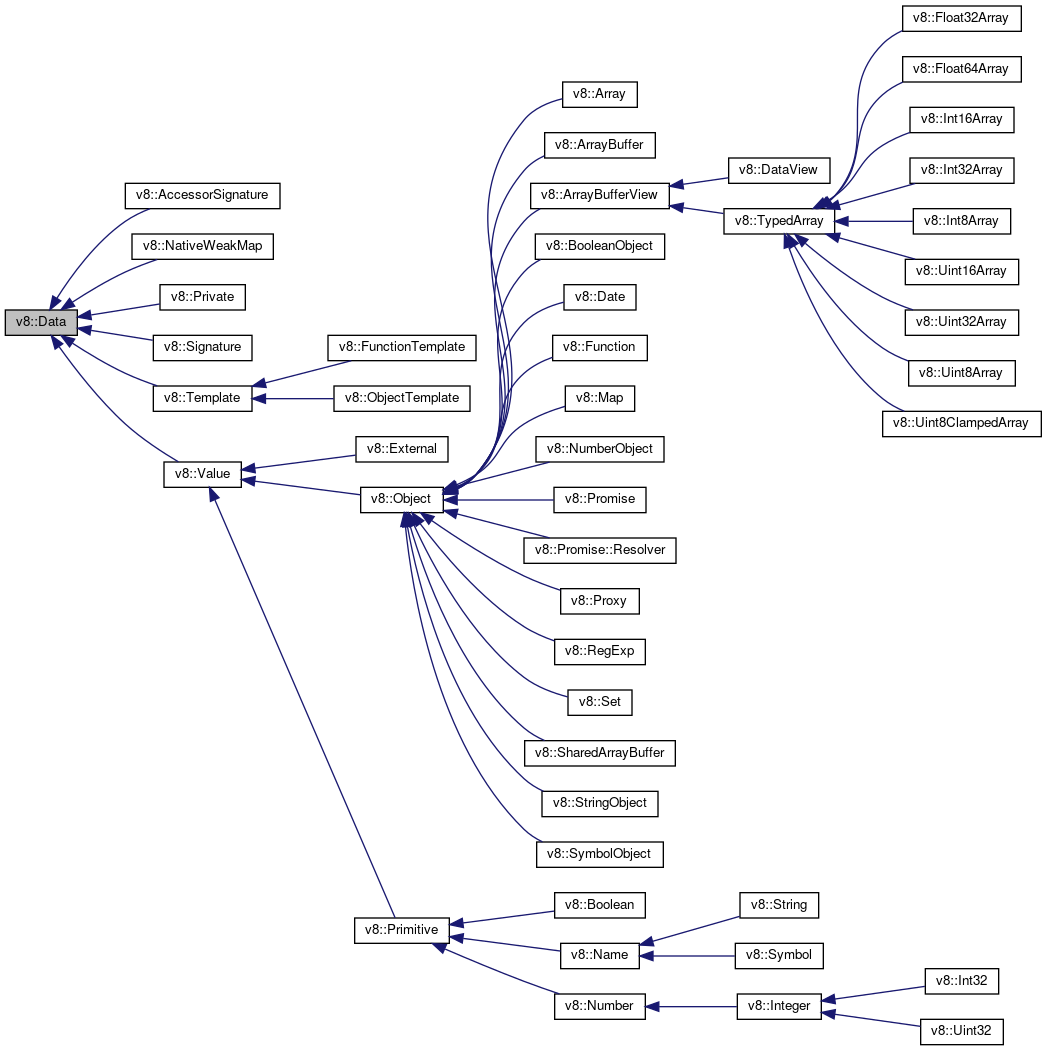 v8::Data
v8::AccessorSignature
v8::NativeWeakMap
v8::Private
v8::Signature
v8::Template
v8::FunctionTemplate
v8::ObjectTemplate
v8::Value
v8::External
v8::Object
v8::Array
v8::ArrayBuffer
v8::ArrayBufferView
v8::DataView
v8::TypedArray
v8::Float32Array
v8::Float64Array
v8::Int16Array
v8::Int32Array
v8::Int8Array
v8::Uint16Array
v8::Uint32Array
v8::Uint8Array
v8::Uint8ClampedArray
v8::BooleanObject
v8::Date
v8::Function
v8::Map
v8::NumberObject
v8::Promise
v8::Promise::Resolver
v8::Proxy
v8::RegExp
v8::Set
v8::SharedArrayBuffer
v8::StringObject
v8::SymbolObject
v8::Primitive
v8::Boolean
v8::Name
v8::String
v8::Symbol
v8::Number
v8::Integer
v8::Int32
v8::Uint32